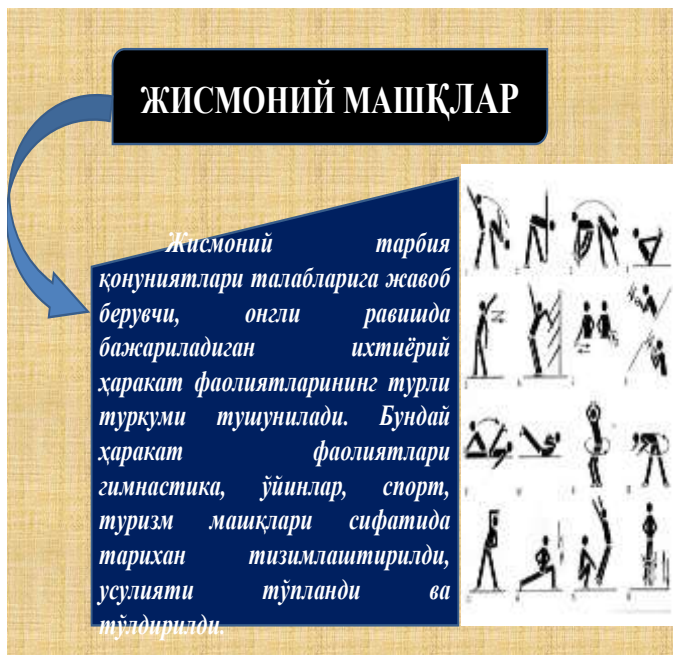 ЖИСМОНИЙ МАШҚЛАР
Жисмоний тарбия
қонуниятлари талабларига жавоб
берувчи, онгли равишда
бажариладиган ихтиёрий
ҳаракат фаолиятларининг турли
туркуми тушунилади. Бундай
ҳаракат фаолиятлари
гимнастика, ўйинлар, спорт,
туризм машқлари сифатида
тарихан тизимлаштирилди,
усулияти тўпланди ва
тўлдирилди.